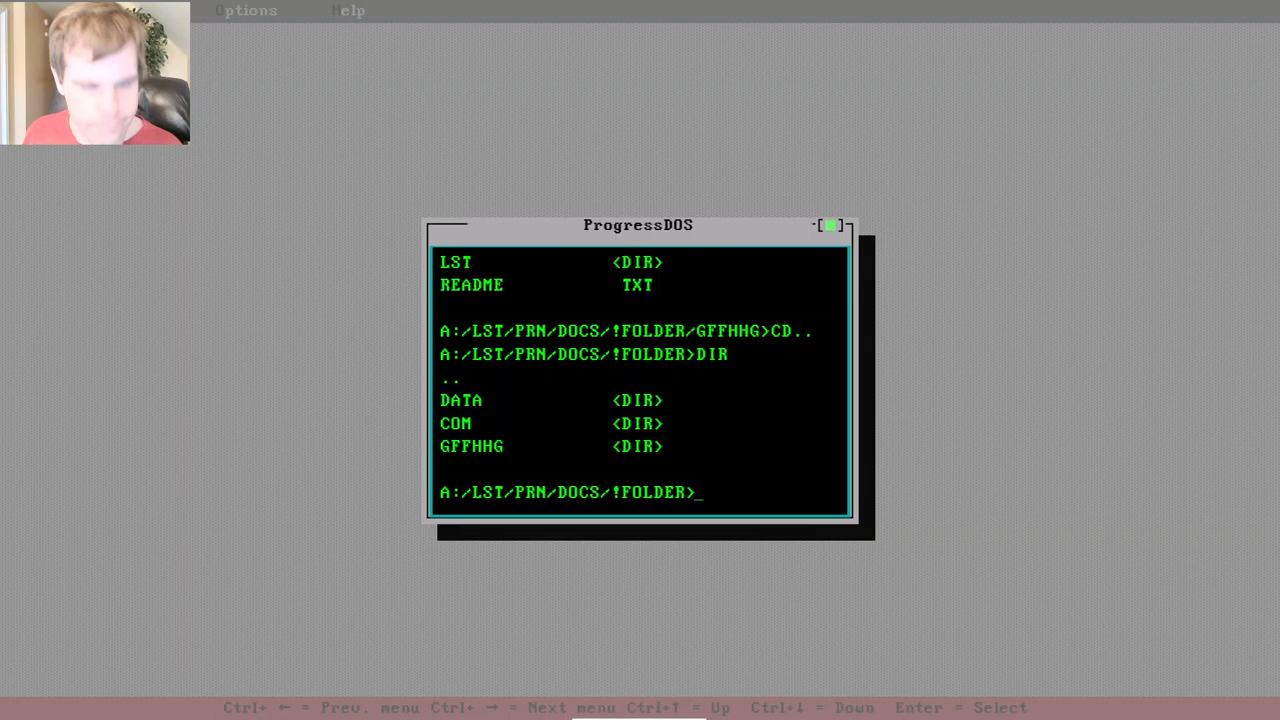 Options Help
ProgressDOS
LST <DIR>
README TXT
A:/LST/PRN/DOCS/!FOLDER/GFFHHG>CD..
A:/LST/PRN/DOCS/!FOLDER>DIR
..
DATA <DIR>
COM <DIR>
GFFHHG <DIR>
A:/LST/PRN/DOCS/!FOLDER>_
Ctrl+ ← = Prev. menu Ctrl+ → = Next menu Ctrl+↑ = Up Ctrl+↓ = Down Enter = Select